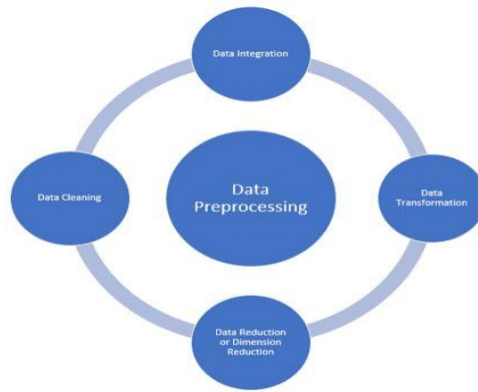 Data Integration
Data Cleaning
Data
Preprocessing
Data
Transformation
Data Reduction
or Dimension
Reduction